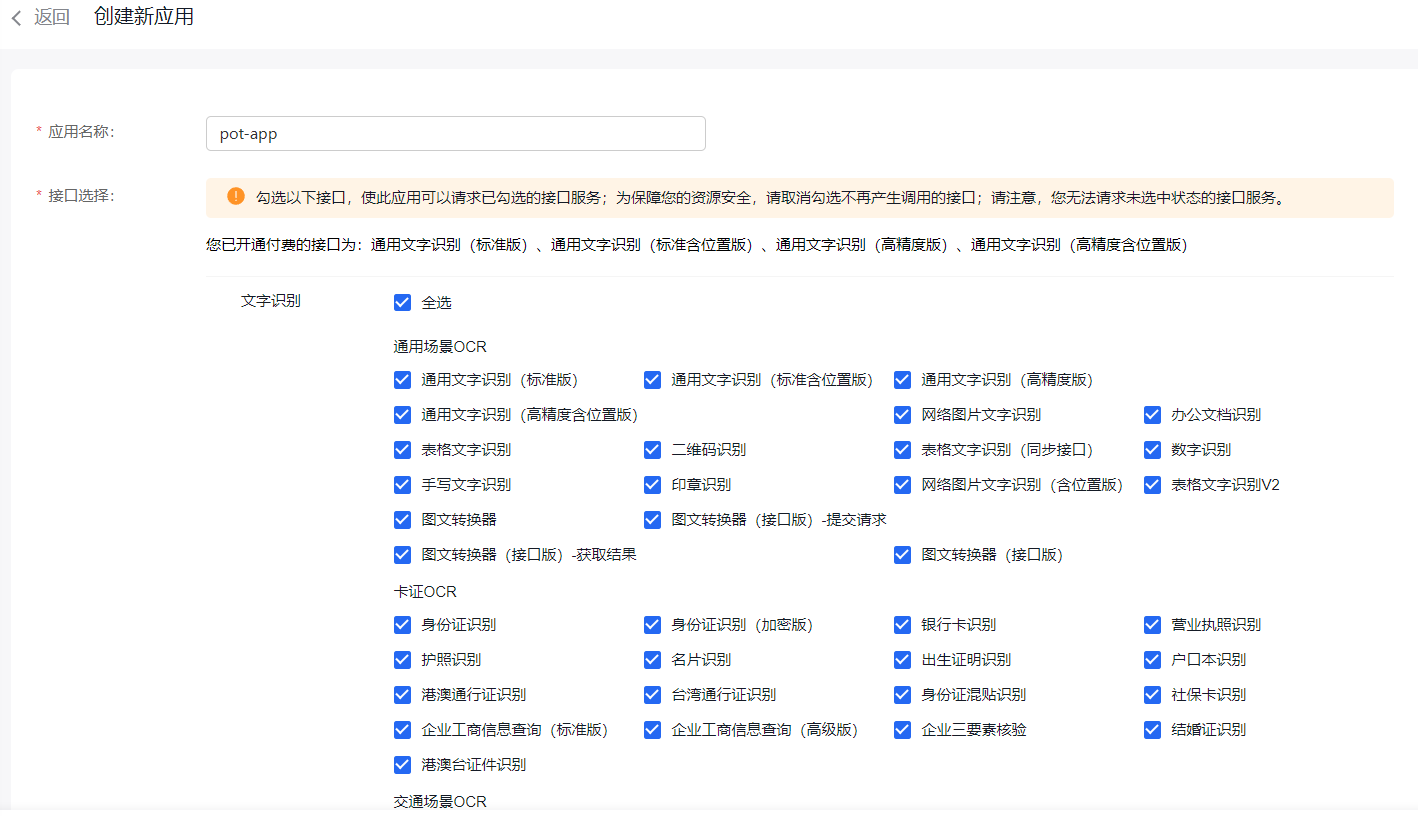 返回 创建新应用
* 应用名称: pot-app
* 接口选择: 勾选以下接口，使此应用可以请求已勾选的接口服务；为保障您的资源安全，请取消勾选不再产生调用的接口；请注意，您无法请求未选中状态的接口服务。
您已开通付费的接口为：通用文字识别（标准版）、通用文字识别（标准含位置版）、通用文字识别（高精度版）、通用文字识别（高精度含位置版）
文字识别 全选
通用场景OCR
通用文字识别（标准版） 通用文字识别（标准含位置版） 通用文字识别（高精度版）
通用文字识别（高精度含位置版） 网络图片文字识别 办公文档识别
表格文字识别 二维码识别 表格文字识别（同步接口） 数字识别
手写文字识别 印章识别 网络图片文字识别（含位置版） 表格文字识别V2
图文转换器 图文转换器（接口版）-提交请求
图文转换器（接口版）-获取结果 图文转换器（接口版）
卡证OCR
身份证识别 身份证识别（加密版） 银行卡识别 营业执照识别
护照识别 名片识别 出生证明识别 户口本识别
港澳通行证识别 台湾通行证识别 身份证混贴识别 社保卡识别
企业工商信息查询（标准版） 企业工商信息查询（高级版） 企业三要素核验 结婚证识别
港澳台证件识别
交通场景OCR